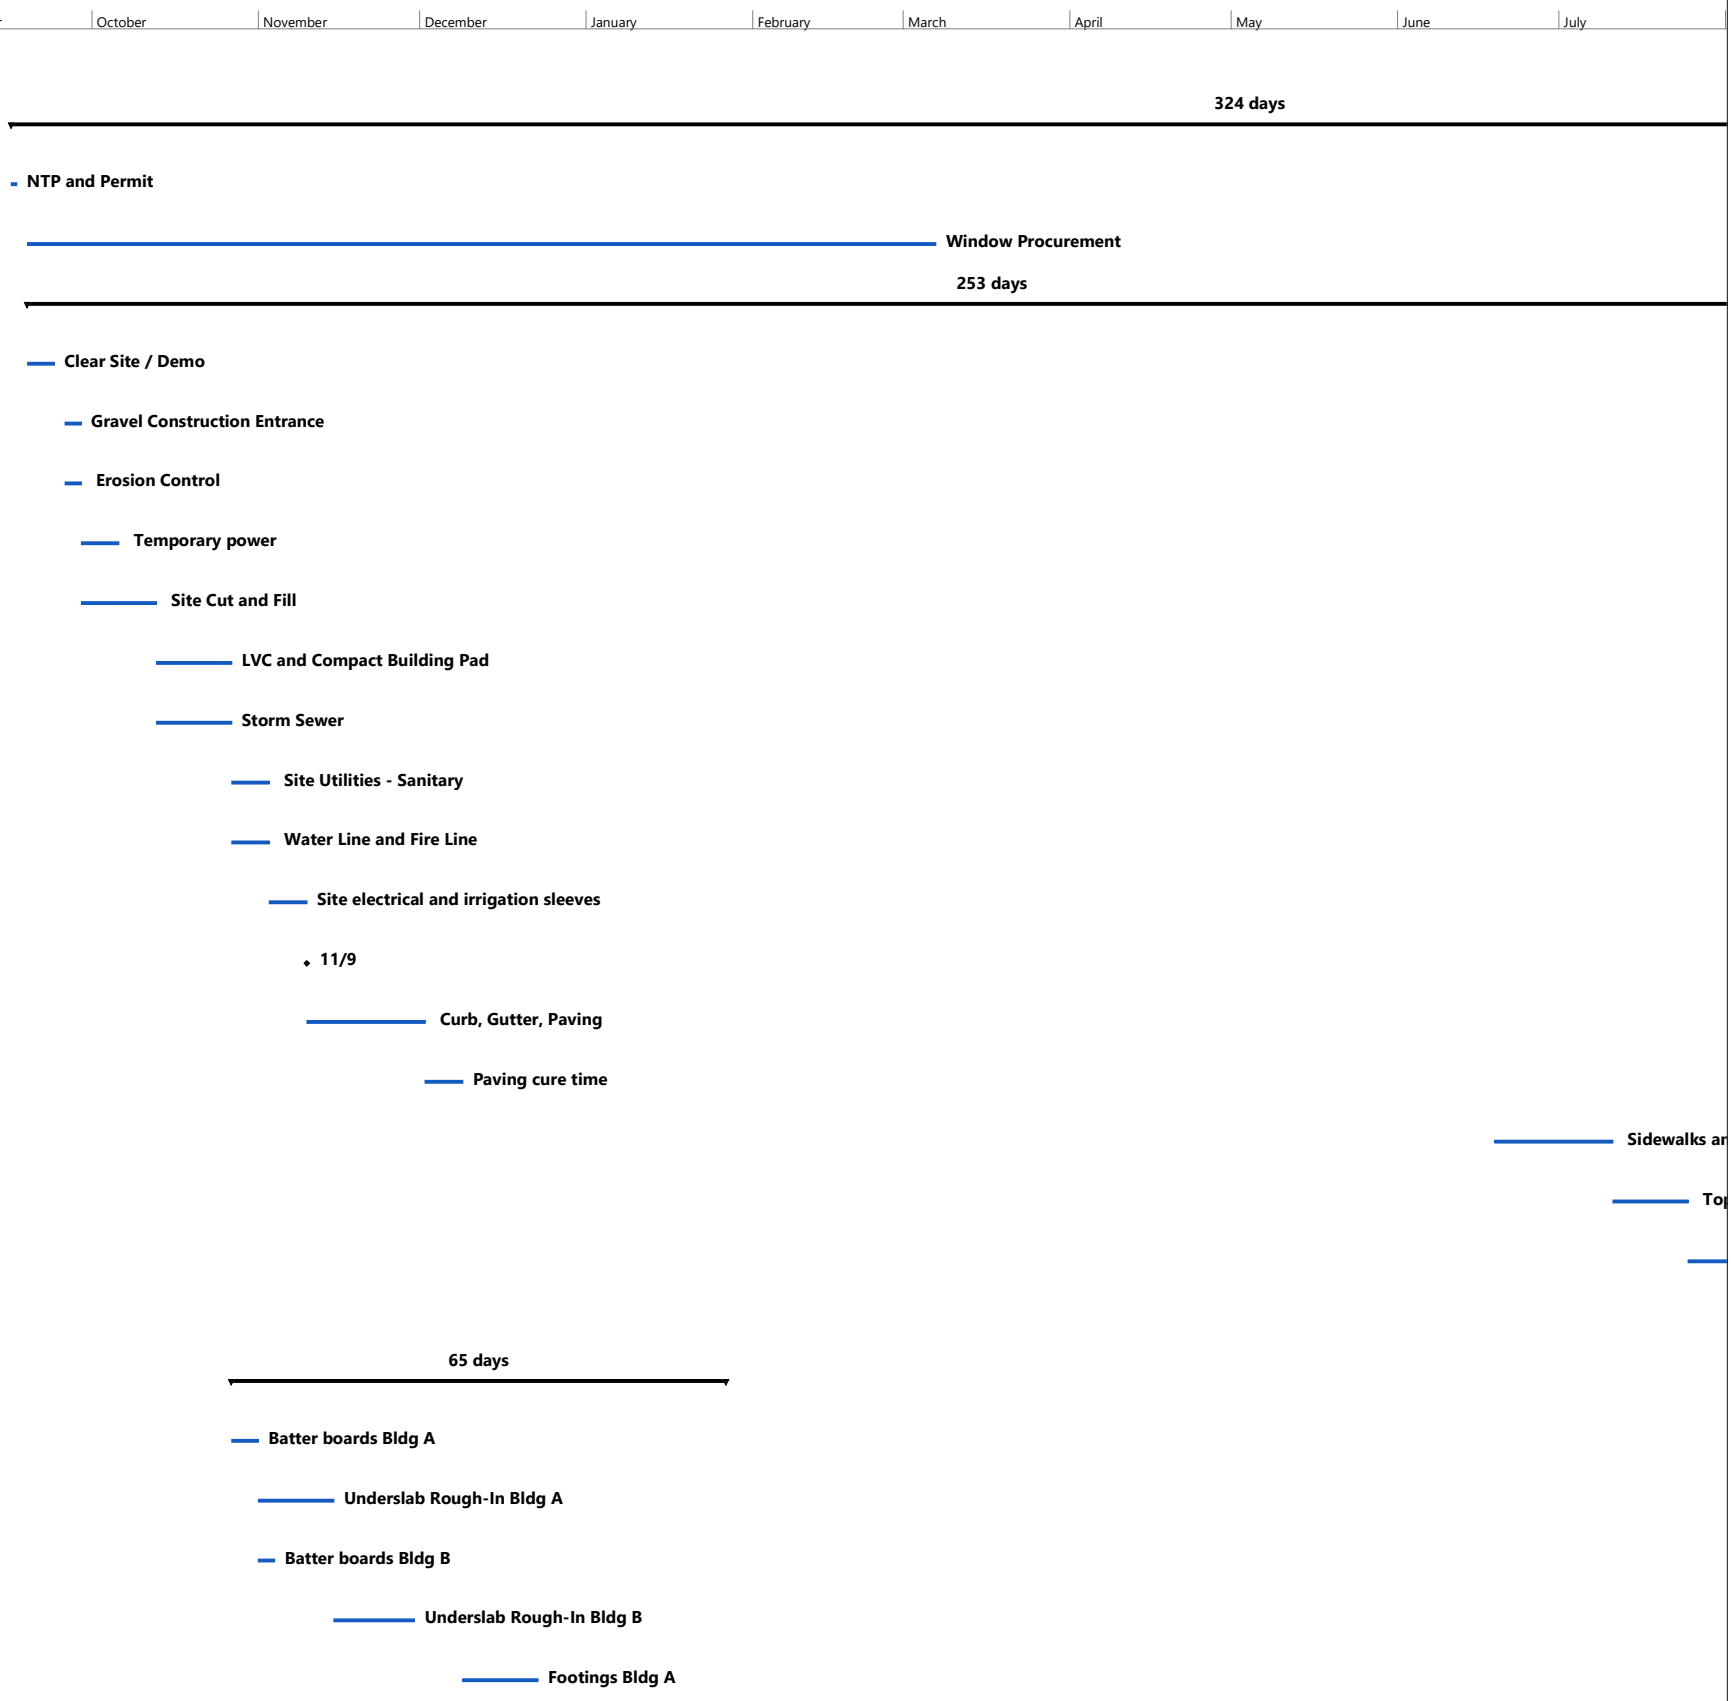 October November December January February March April May June July
324 days
NTP and Permit
Window Procurement
253 days
Clear Site / Demo
Gravel Construction Entrance
Erosion Control
Temporary power
Site Cut and Fill
LVC and Compact Building Pad
Storm Sewer
Site Utilities - Sanitary
Water Line and Fire Line
Site electrical and irrigation sleeves
11/9
Curb, Gutter, Paving
Paving cure time
Sidewalks
65 days
Batter boards Bldg A
Underslab Rough-In Bldg A
Batter boards Bldg B
Underslab Rough-In Bldg B
Footings Bldg A